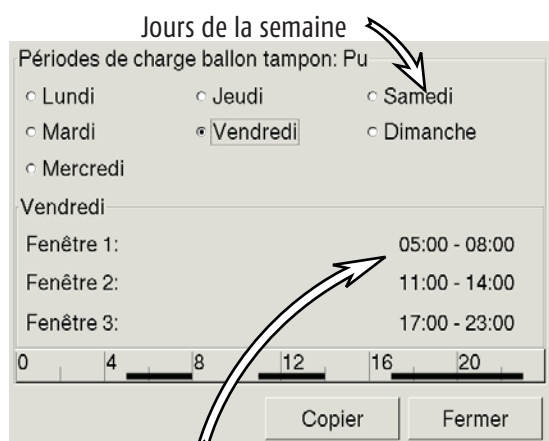 Jours de la semaine
Périodes de charge ballon tampon: Pu
Lundi Jeudi Samedi
Mardi Vendredi Dimanche
Mercredi
Vendredi
Fenêtre 1: 05:00 - 08:00
Fenêtre 2: 11:00 - 14:00
Fenêtre 3: 17:00 - 23:00
0 4 8 12 16 20
Copier Fermer